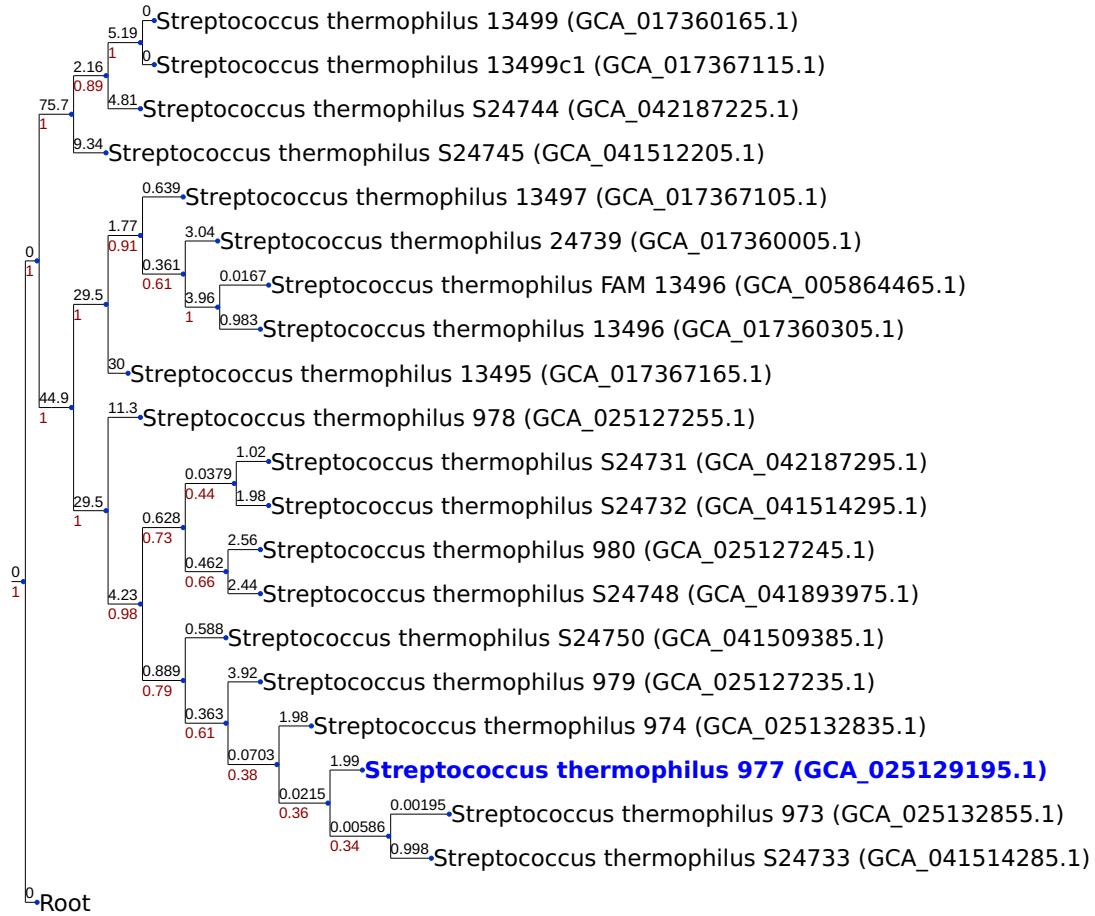 0
Streptococcus thermophilus 13499 (GCA_017360165.1)
5.19
1
0
Streptococcus thermophilus 13499c1 (GCA_017367115.1)
2.16
0.89
4.81
Streptococcus thermophilus S24744 (GCA_042187225.1)
75.7
1
9.34
Streptococcus thermophilus S24745 (GCA_041512205.1)
0.639
Streptococcus thermophilus 13497 (GCA_017367105.1)
1.77
0.91
3.04
Streptococcus thermophilus 24739 (GCA_017360005.1)
0
1
0.361
0.61
0.0167
Streptococcus thermophilus FAM 13496 (GCA_005864465.1)
29.5
1
3.96
1
0.983
Streptococcus thermophilus 13496 (GCA_017360305.1)
30
Streptococcus thermophilus 13495 (GCA_017367165.1)
44.9
1
11.3
Streptococcus thermophilus 978 (GCA_025127255.1)
1.02
Streptococcus thermophilus S24731 (GCA_042187295.1)
0.0379
0.44
29.5
1
1.98
Streptococcus thermophilus S24732 (GCA_041514295.1)
0.628
0.73
2.56
Streptococcus thermophilus 980 (GCA_025127245.1)
0.462
0.66
0
1
2.44
Streptococcus thermophilus S24748 (GCA_041893975.1)
4.23
0.98
0.588
Streptococcus thermophilus S24750 (GCA_041509385.1)
0.889
0.79
3.92
Streptococcus thermophilus 979 (GCA_025127235.1)
0.363
0.61
1.98
Streptococcus thermophilus 974 (GCA_025132835.1)
0.0703
0.38
1.99
Streptococcus thermophilus 977 (GCA_025129195.1)
0.0215
0.36
0.00195
Streptococcus thermophilus 973 (GCA_025132855.1)
0.00586
0.34
0.998
Streptococcus thermophilus S24733 (GCA_041514285.1)
0
Root